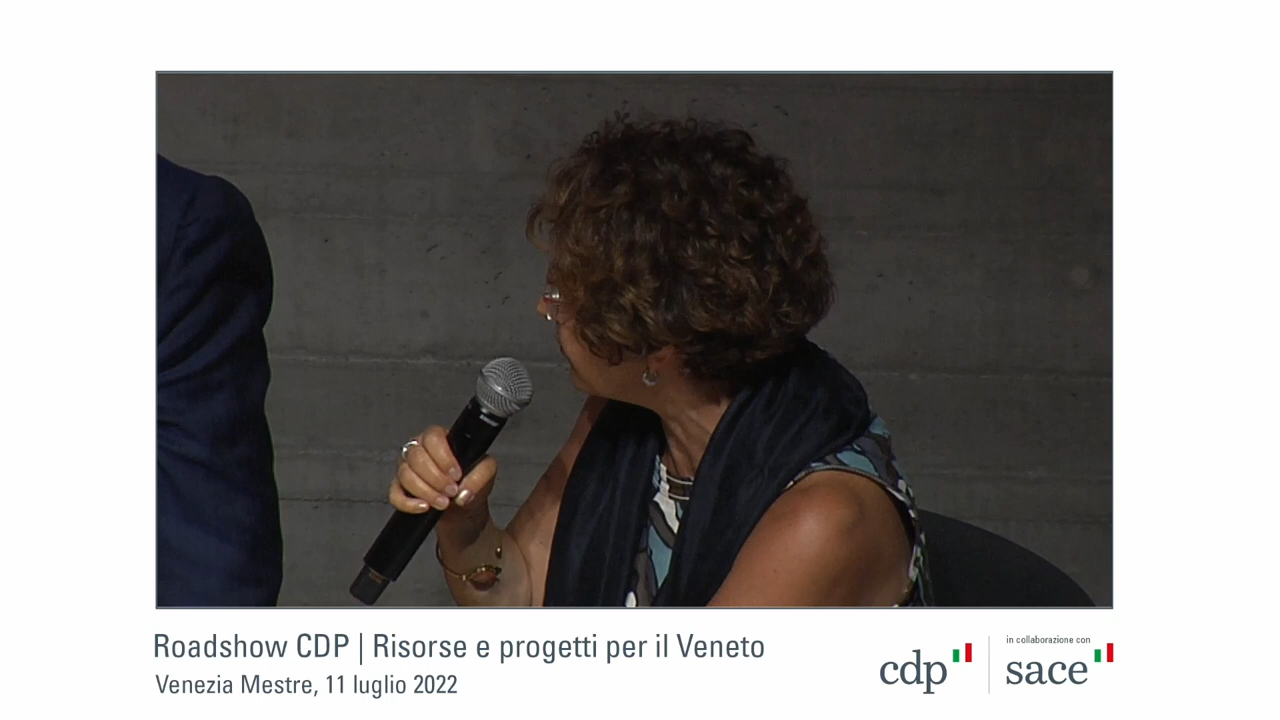 Roadshow CDP | Risorse e progetti per il Veneto
Venezia Mestre, 11 luglio 2022
cdp
in collaborazione con
sace